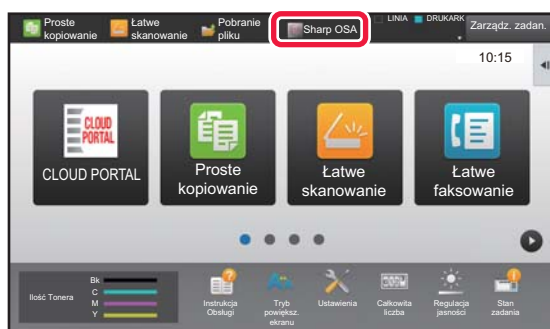 Proste kopiowanie
Łatwe skanowanie
Pobranie pliku
Sharp OSA
LINIA
DRUKARK
Zarządz. zadan.
10:15
CLOUD PORTAL
CLOUD PORTAL
Proste kopiowanie
Łatwe skanowanie
Łatwe faksowanie
Ilość Tonera
Bk
C
M
Y
Instrukcja Obsługi
Tryb powiększ. ekranu
Ustawienia
Całkowita liczba
Regulacja jasności
Stan zadania